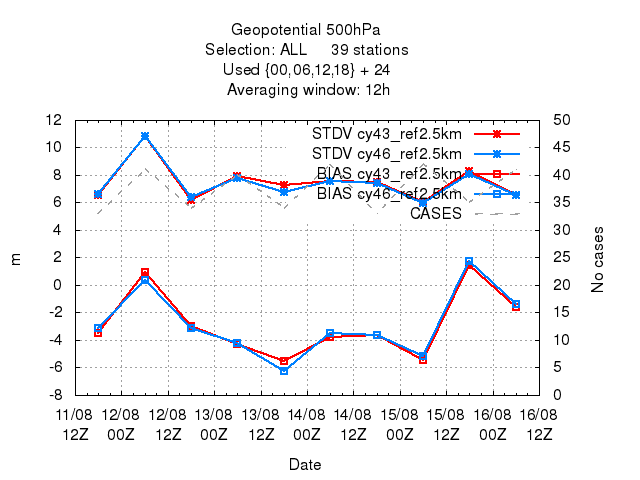 Geopotential 500hPa
Selection: ALL 39 stations
Used {00,06,12,18} + 24
Averaging window: 12h
12 50
STDV cy43_ref2.5km
10 45
STDV cy46_ref2.5km
8 40
BIAS cy43_ref2.5km
BIAS cy46_ref2.5km
6 35
CASES
4 30
2 25
m
No cases
0 20
-2 15
-4 10
-6 5
-8 0
11/08 12/08 12/08 13/08 13/08 14/08 14/08 15/08 15/08 16/08 16/08
12Z 00Z 12Z 00Z 12Z 00Z 12Z 00Z 12Z 00Z 12Z
Date